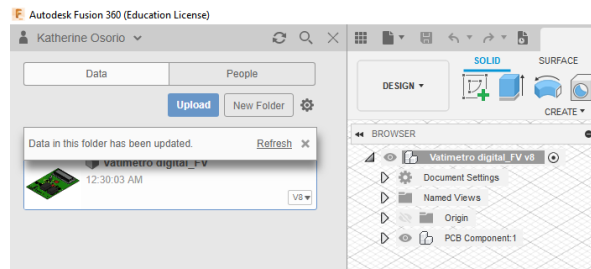 Autodesk Fusion 360 (Education License)
Katherine Osorio
Data
People
Upload
New Folder
Data in this folder has been updated.
Refresh
Vatimetro digital_FV
12:30:03 AM
V8
SOLID
SURFACE
DESIGN
CREATE
BROWSER
Vatimetro digital_FV v8
Document Settings
Named Views
Origin
PCB Component:1